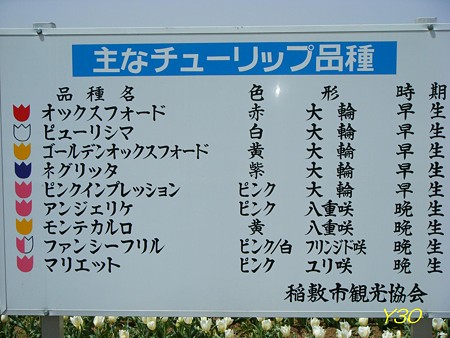 主なチューリップ品種
品種名 色 形 時期
オックスフォード 赤 大輪 早生
ピューリシマ 白 大輪 早生
ゴールデンオックスフォード 黄 大輪 早生
ネグリッタ 紫 大輪 早生
ピンクインプレッション ピンク 大輪 早生
アンジェリケ ピンク 八重咲 晩生
モンテカルロ 黄 八重咲 晩生
ファンシーフリル ピンク/白 フリンジド咲 晩生
マリエット ピンク ユリ咲 晩生
稲敷市観光協会
Y3O